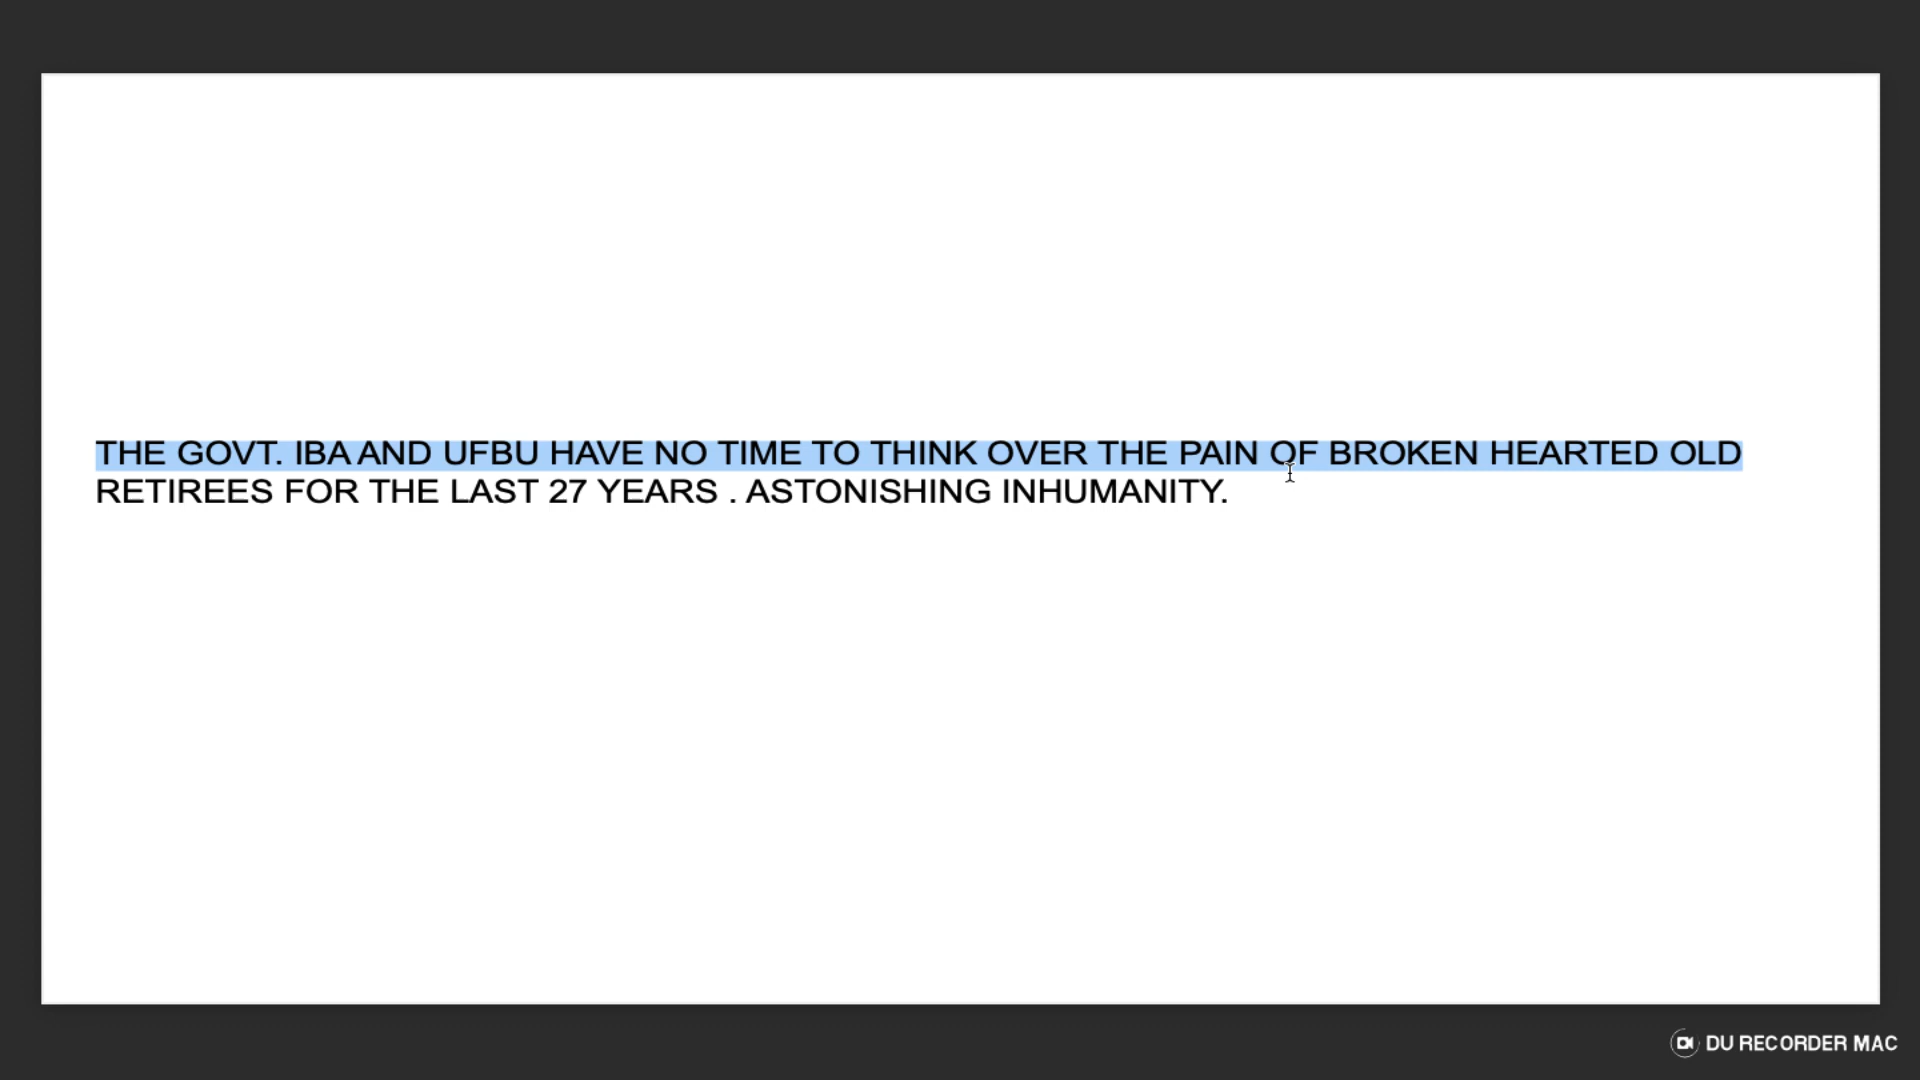 THE GOVT. IBA AND UFBU HAVE NO TIME TO THINK OVER THE PAIN OF BROKEN HEARTED OLD
RETIREES FOR THE LAST 27 YEARS . ASTONISHING INHUMANITY.
DU RECORDER MAC